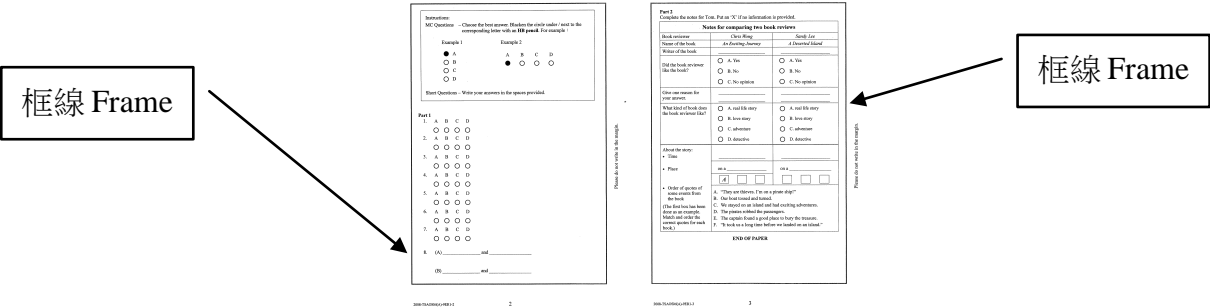 框線 Frame
Instructions:
MC Questions – Choose the best answer. Blacken the circle under / next to the
corresponding letter with an HB pencil. For example :
Example 1 Example 2
A
B
C
D
A B C D
Short Questions – Write your answers in the spaces provided.
Part 1
1. A B C D
2. A B C D
3. A B C D
4. A B C D
5. A B C D
6. A B C D
7. A B C D
8. (A) and
(B) and
Please do not write in the margin.
2
Part 2
Complete the notes for Tom. Put an "X" if no information is provided.
Notes for comparing two book reviews
Book reviewer Chris Wong Sandy Lee
Name of the book An Exciting Journey A Deserted Island
Writer of the book
Did the book reviewer
like the book?
A. Yes A. Yes
B. No B. No
C. No opinion C. No opinion
Give one reason for
your answer.
What kind of book does
the book reviewer like?
A. real life story A. real life story
B. love story B. love story
C. adventure C. adventure
D. detective D. detective
About the story:
• Time
• Place on a on a
A
• Order of quotes of
some events from
the book
(The first box has been
done as an example.
Match and order the
correct quotes for each
book.)
A. "They are thieves. I'm on a pirate ship!"
B. Our boat tossed and turned.
C. We stayed on an island and had exciting adventures.
D. The pirates robbed the passengers.
E. The captain found a good place to bury the treasure.
F. "It took us a long time before we landed on an island."
END OF PAPER
Please do not write in the margin.
3
框線 Frame